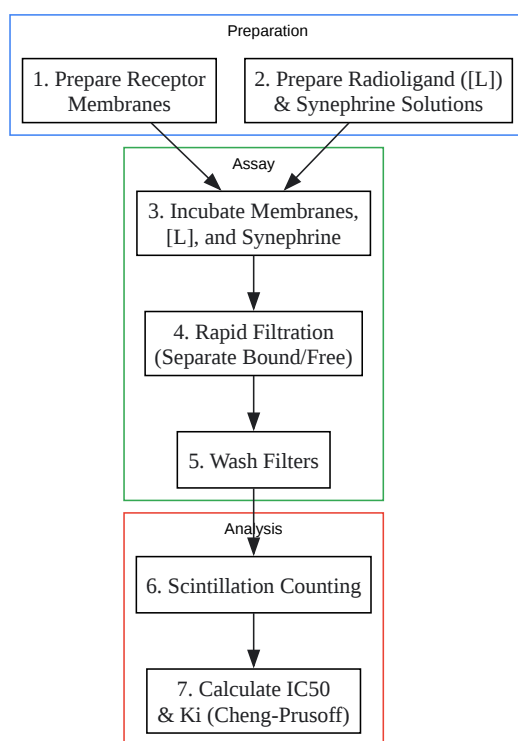 Preparation
1. Prepare Receptor
Membranes
2. Prepare Radioligand ([L])
& Synephrine Solutions
Assay
3. Incubate Membranes,
[L], and Synephrine
4. Rapid Filtration
(Separate Bound/Free)
5. Wash Filters
Analysis
6. Scintillation Counting
7. Calculate IC50
& Ki (Cheng-Prusoff)